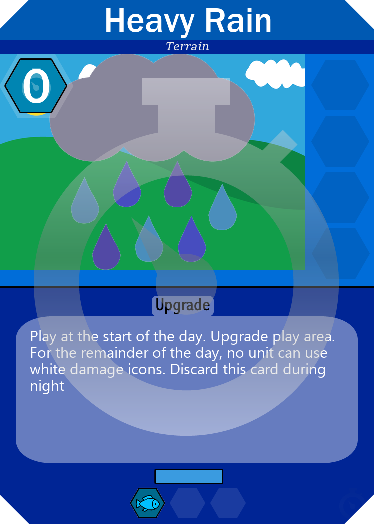 Heavy Rain
Terrain
0
Upgrade
Play at the start of the day. Upgrade play area.
For the remainder of the day, no unit can use
white damage icons. Discard this card during
night